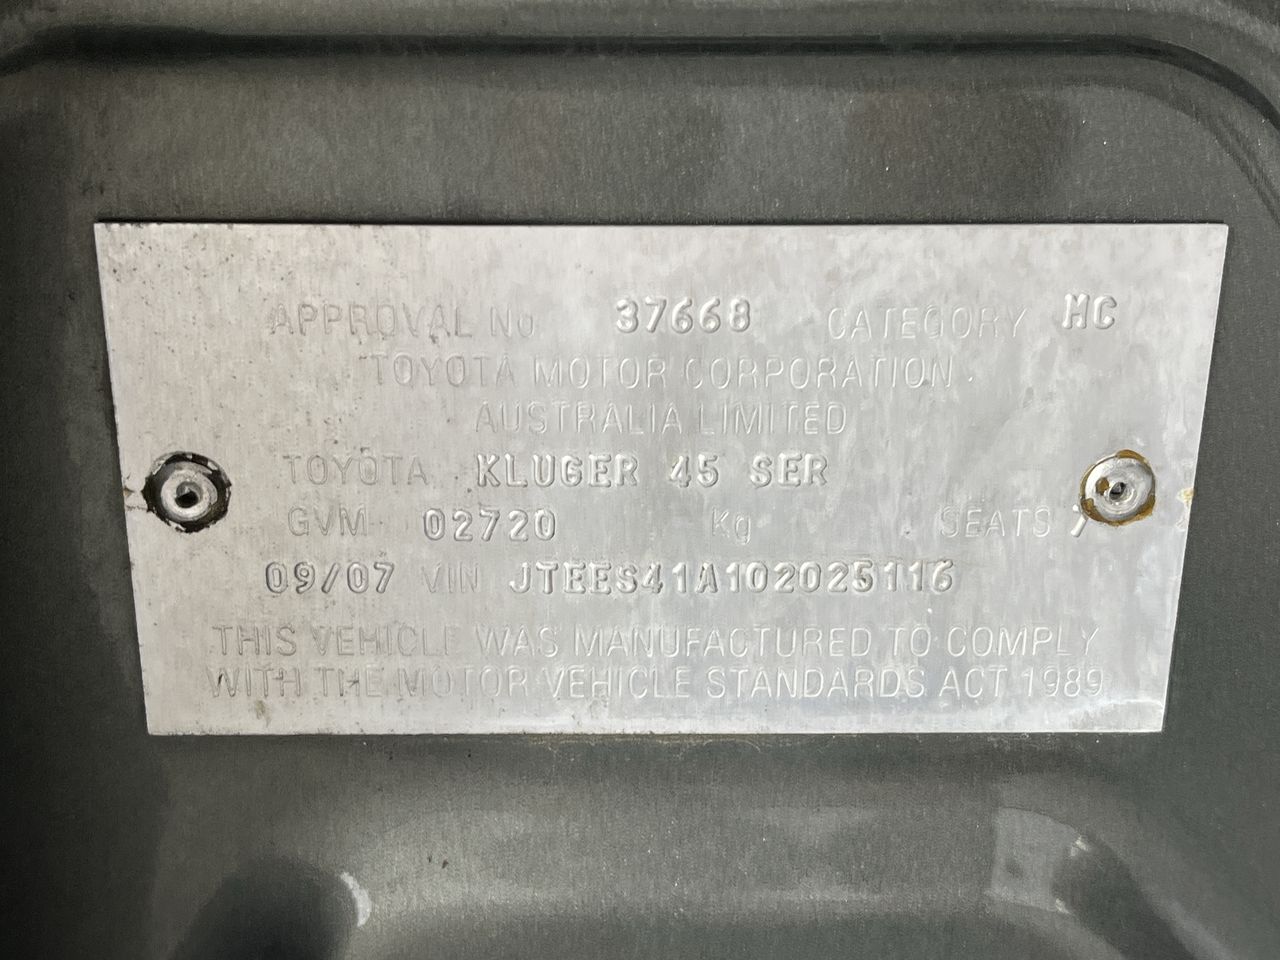 APPROVAL No 37668 CATEGORY MC
TOYOTA MOTOR CORPORATION
AUSTRALIA LIMITED
TOYOTA KLUGER 45 SER
GVM 02720 Kg SEATS 7
09/07 VIN JTEES41A102025116
THIS VEHICLE WAS MANUFACTURED TO COMPLY
WITH THE MOTOR VEHICLE STANDARDS ACT 1989